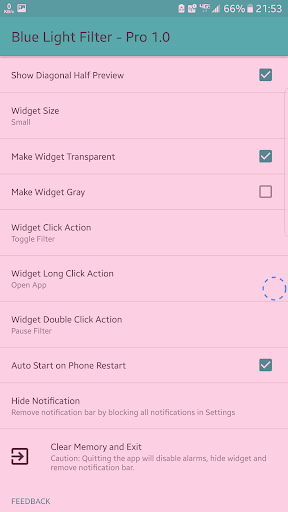 0
KB/s
66% 21:53
Blue Light Filter - Pro 1.0
Show Diagonal Half Preview
Widget Size
Small
Make Widget Transparent
Make Widget Gray
Widget Click Action
Toggle Filter
Widget Long Click Action
Open App
Widget Double Click Action
Pause Filter
Auto Start on Phone Restart
Hide Notification
Remove notification bar by blocking all notifications in Settings
Clear Memory and Exit
Caution: Quitting the app will disable alarms, hide widget and
remove notification bar.
FEEDBACK